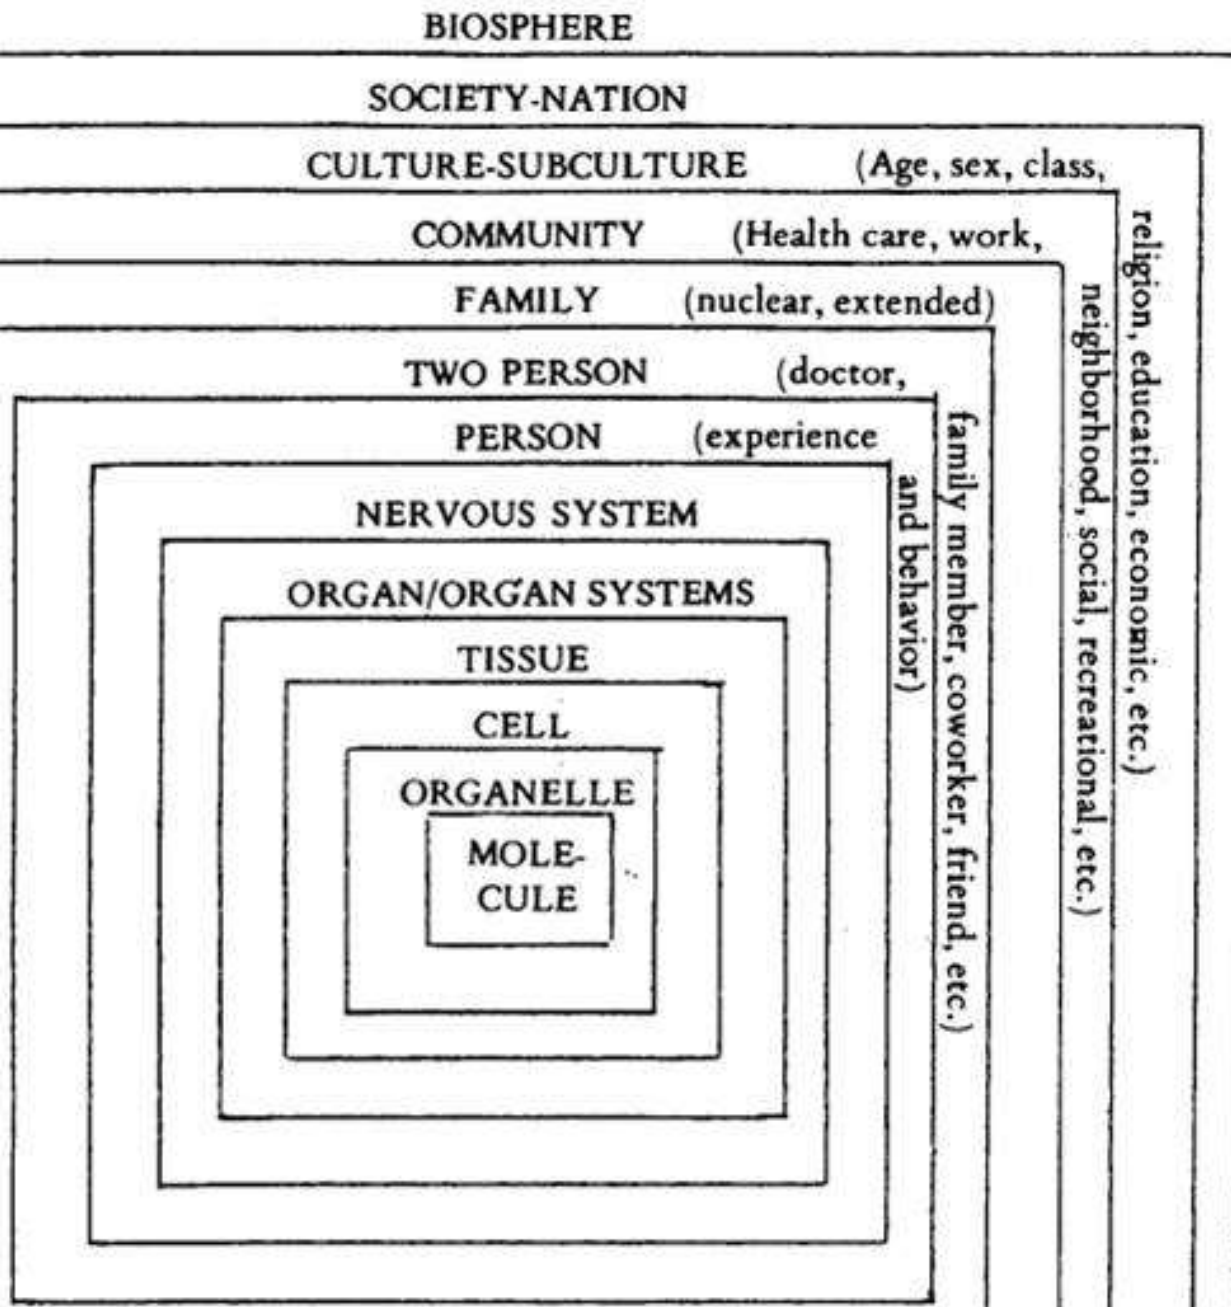 BIOSPHERE
SOCIETY-NATION
CULTURE-SUBCULTURE (Age, sex, class,
religion, education, economic, etc.)
COMMUNITY (Health care, work,
neighborhood, social, recreational, etc.)
FAMILY (nuclear, extended)
TWO PERSON (doctor,
family member, coworker, friend, etc.)
PERSON (experience
and behavior)
NERVOUS SYSTEM
ORGAN/ORGAN SYSTEMS
TISSUE
CELL
ORGANELLE
MOLE-
CULE